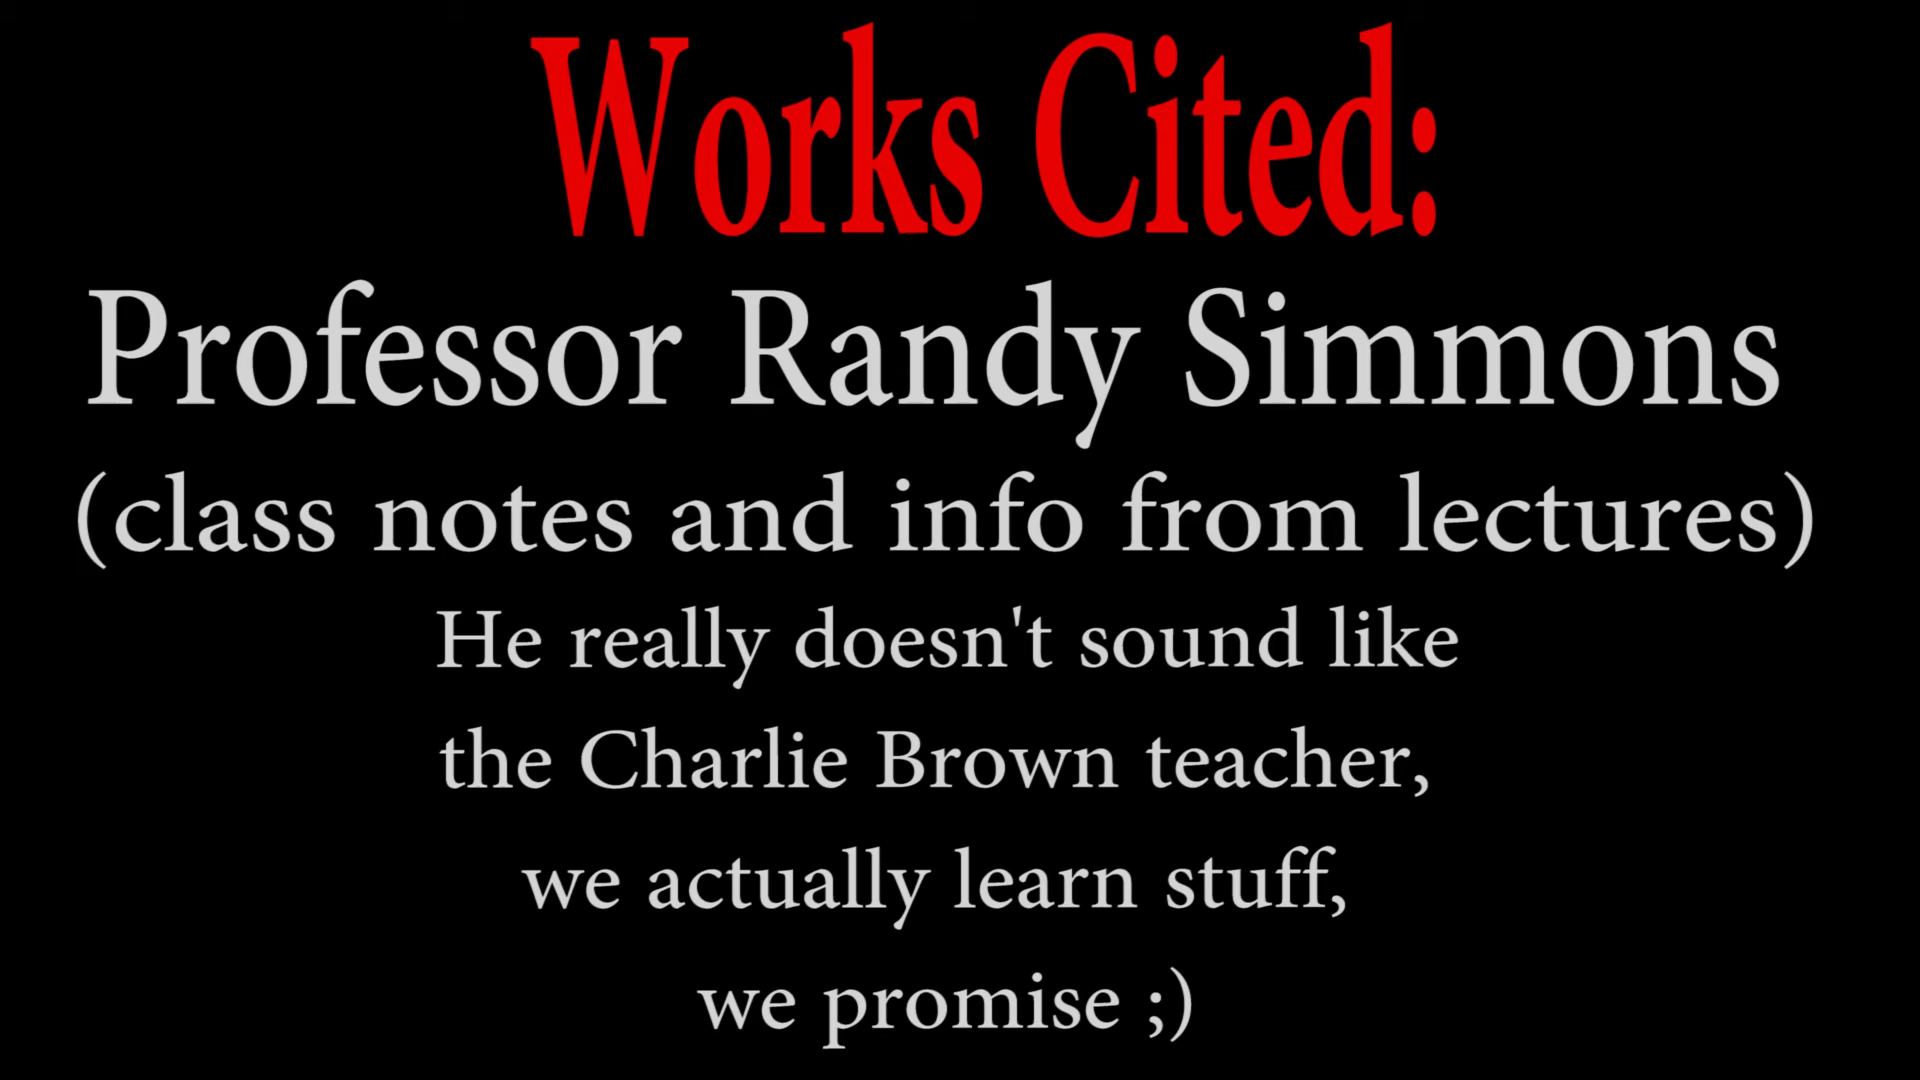 Works Cited:
Professor Randy Simmons
(class notes and info from lectures)
He really doesn't sound like
the Charlie Brown teacher,
we actually learn stuff,
we promise ;)